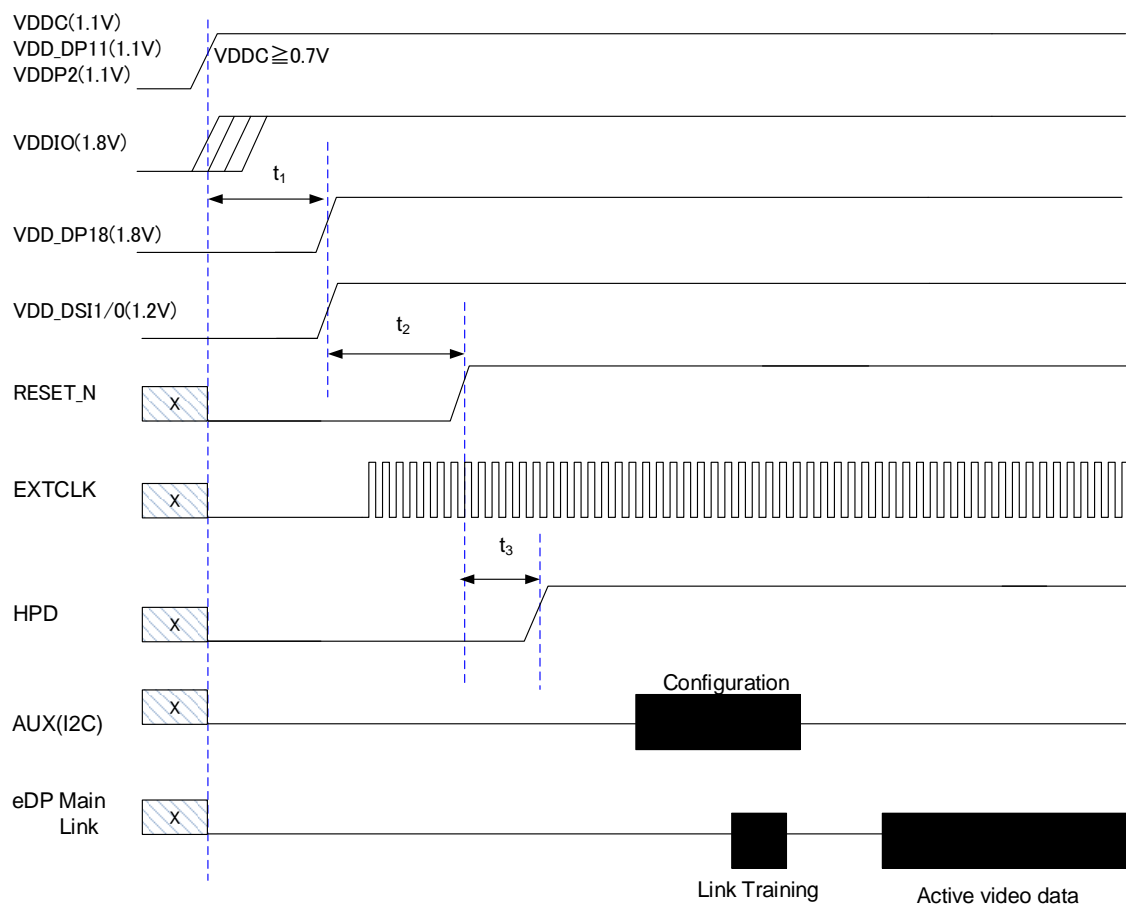 VDDC(1.1V)
VDD_DP11(1.1V)
VDDP2(1.1V)
VDDC≧0.7V
VDDIO(1.8V)
t1
VDD_DP18(1.8V)
VDD_DSI1/0(1.2V)
t2
RESET_N
X
EXTCLK
X
t3
HPD
X
Configuration
AUX(I2C)
X
eDP Main
Link
X
Link Training
Active video data